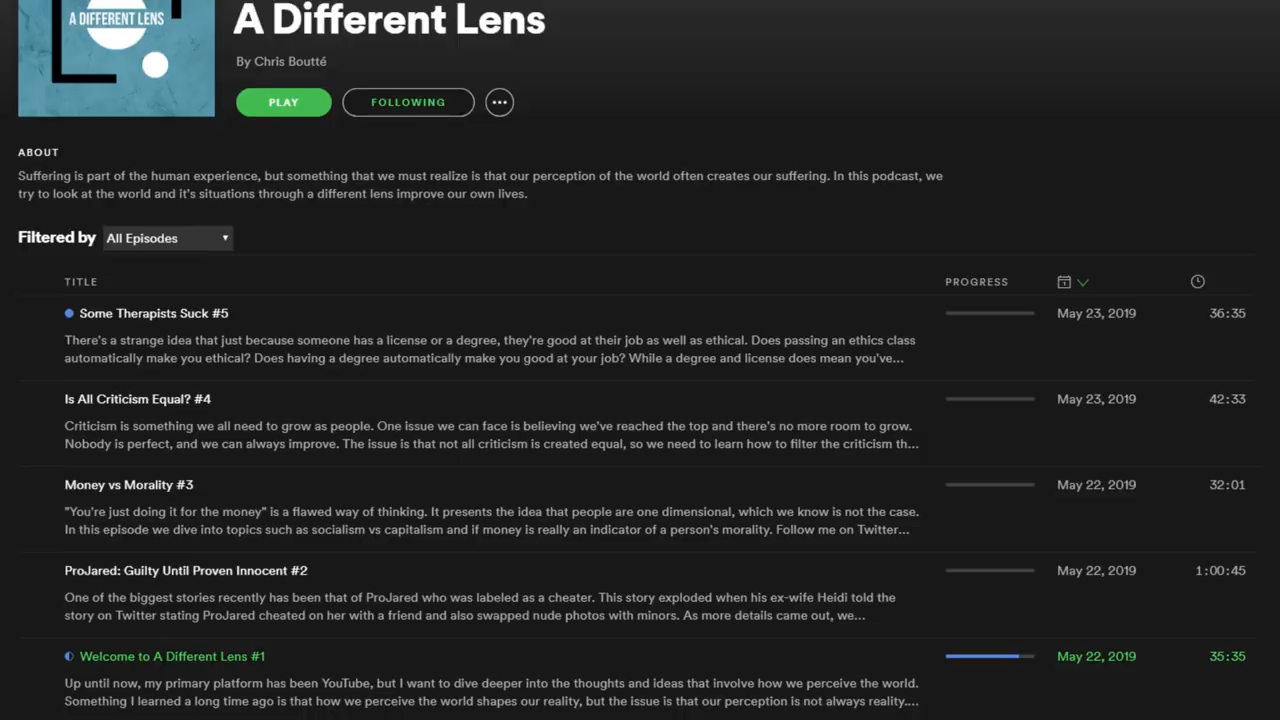 A DIFFERENT LENS
A Different Lens
By Chris Boutté
PLAY
FOLLOWING
ABOUT
Suffering is part of the human experience, but something that we must realize is that our perception of the world often creates our suffering. In this podcast, we
try to look at the world and it's situations through a different lens improve our own lives.
Filtered by All Episodes
TITLE PROGRESS
Some Therapists Suck #5 May 23, 2019 36:35
There's a strange idea that just because someone has a license or a degree, they're good at their job as well as ethical. Does passing an ethics class
automatically make you ethical? Does having a degree automatically make you good at your job? While a degree and license does mean you've...
Is All Criticism Equal? #4 May 23, 2019 42:33
Criticism is something we all need to grow as people. One issue we can face is believing we've reached the top and there's no more room to grow.
Nobody is perfect, and we can always improve. The issue is that not all criticism is created equal, so we need to learn how to filter the criticism th...
Money vs Morality #3 May 22, 2019 32:01
"You're just doing it for the money" is a flawed way of thinking. It presents the idea that people are one dimensional, which we know is not the case.
In this episode we dive into topics such as socialism vs capitalism and if money is really an indicator of a person's morality. Follow me on Twitter...
ProJared: Guilty Until Proven Innocent #2 May 22, 2019 1:00:45
One of the biggest stories recently has been that of ProJared who was labeled as a cheater. This story exploded when his ex-wife Heidi told the
story on Twitter stating ProJared cheated on her with a friend and also swapped nude photos with minors. As more details came out, we...
Welcome to A Different Lens #1 May 22, 2019 35:35
Up until now, my primary platform has been YouTube, but I want to dive deeper into the thoughts and ideas that involve how we perceive the world.
Something I learned a long time ago is that how we perceive the world shapes our reality, but the issue is that our perception is not always reality....